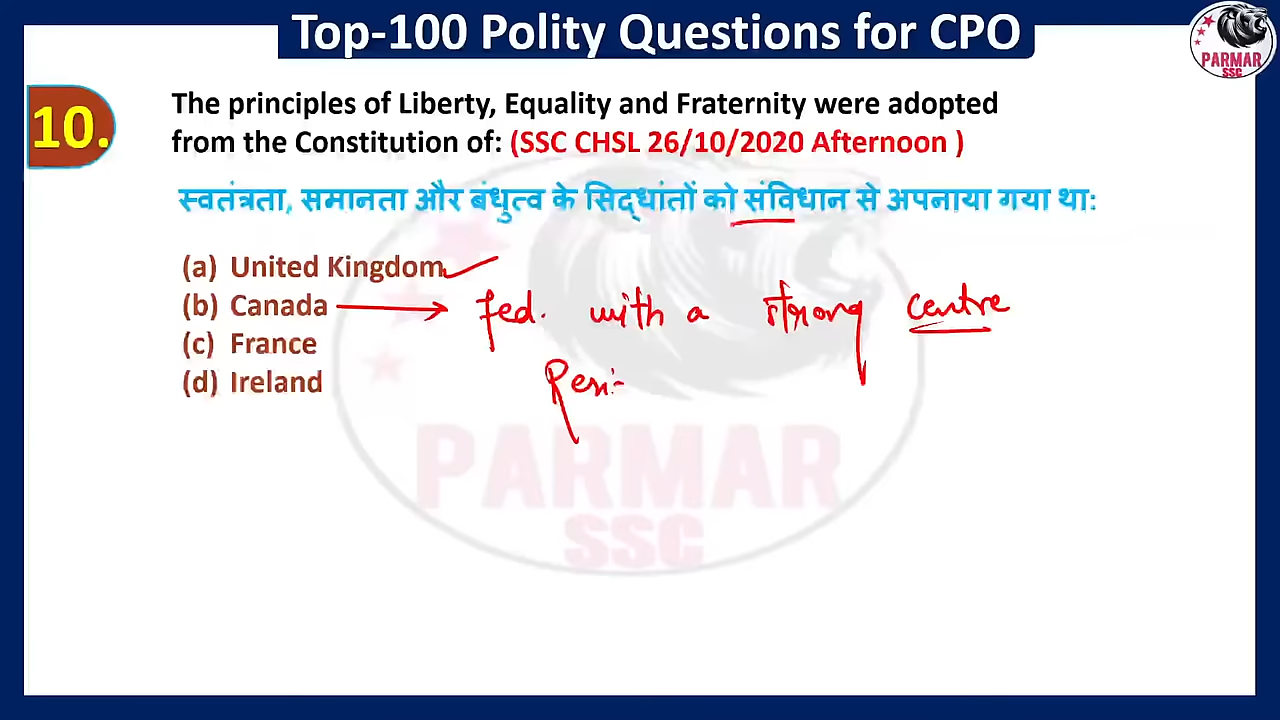 Top-100 Polity Questions for CPO
PARMAR
SSC
10.
The principles of Liberty, Equality and Fraternity were adopted
from the Constitution of: (SSC CHSL 26/10/2020 Afternoon )
स्वतंत्रता, समानता और बंधुत्व के सिद्धांतों को संविधान से अपनाया गया था:
(a) United Kingdom
(b) Canada
fed. with a strong centre
(c) France
(d) Ireland
PARMAR
SSC